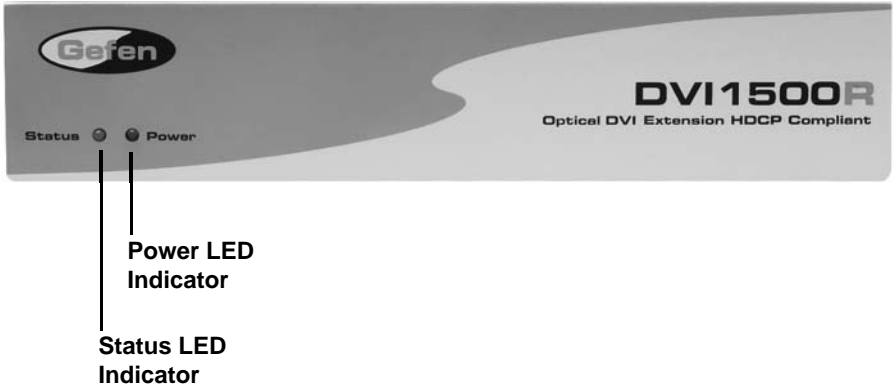 Gefen
DVI1500R
Optical DVI Extension HDCP Compliant
Status Power
Power LED
Indicator
Status LED
Indicator